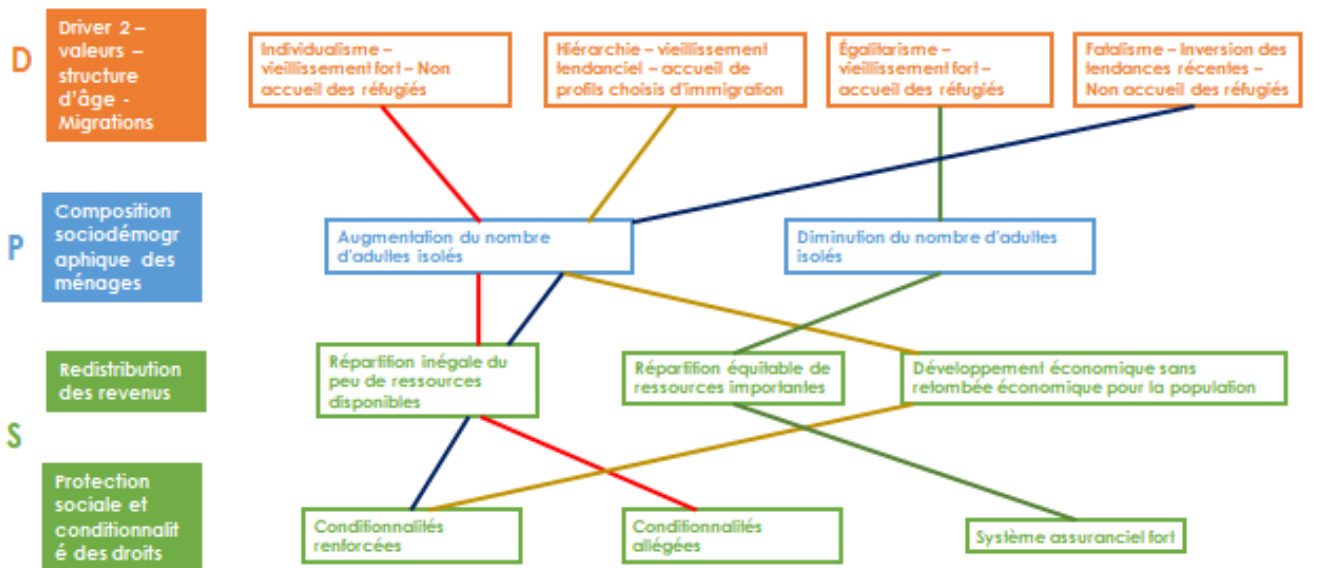 D
Driver 2 –
valeurs –
structure
d'âge -
Migrations
Individualisme –
vieillissement fort – Non
accueil des réfugiés
Hiérarchie – vieillissement
tendanciel – accueil de
profils choisis d'immigration
Égalitarisme –
vieillissement fort –
accueil des réfugiés
Fatalisme – Inversion des
tendances récentes –
Non accueil des réfugiés
P
Composition
sociodémogr
aphique des
ménages
Augmentation du nombre
d'adultes isolés
Diminution du nombre d'adultes
isolés
S
Redistribution
des revenus
Répartition inégale du
peu de ressources
disponibles
Répartition équitable de
ressources importantes
Développement économique sans
retombée économique pour la population
Protection
sociale et
conditionnalit
é des droits
Conditionnalités
renforcées
Conditionnalités
allégées
Système assuranciel fort